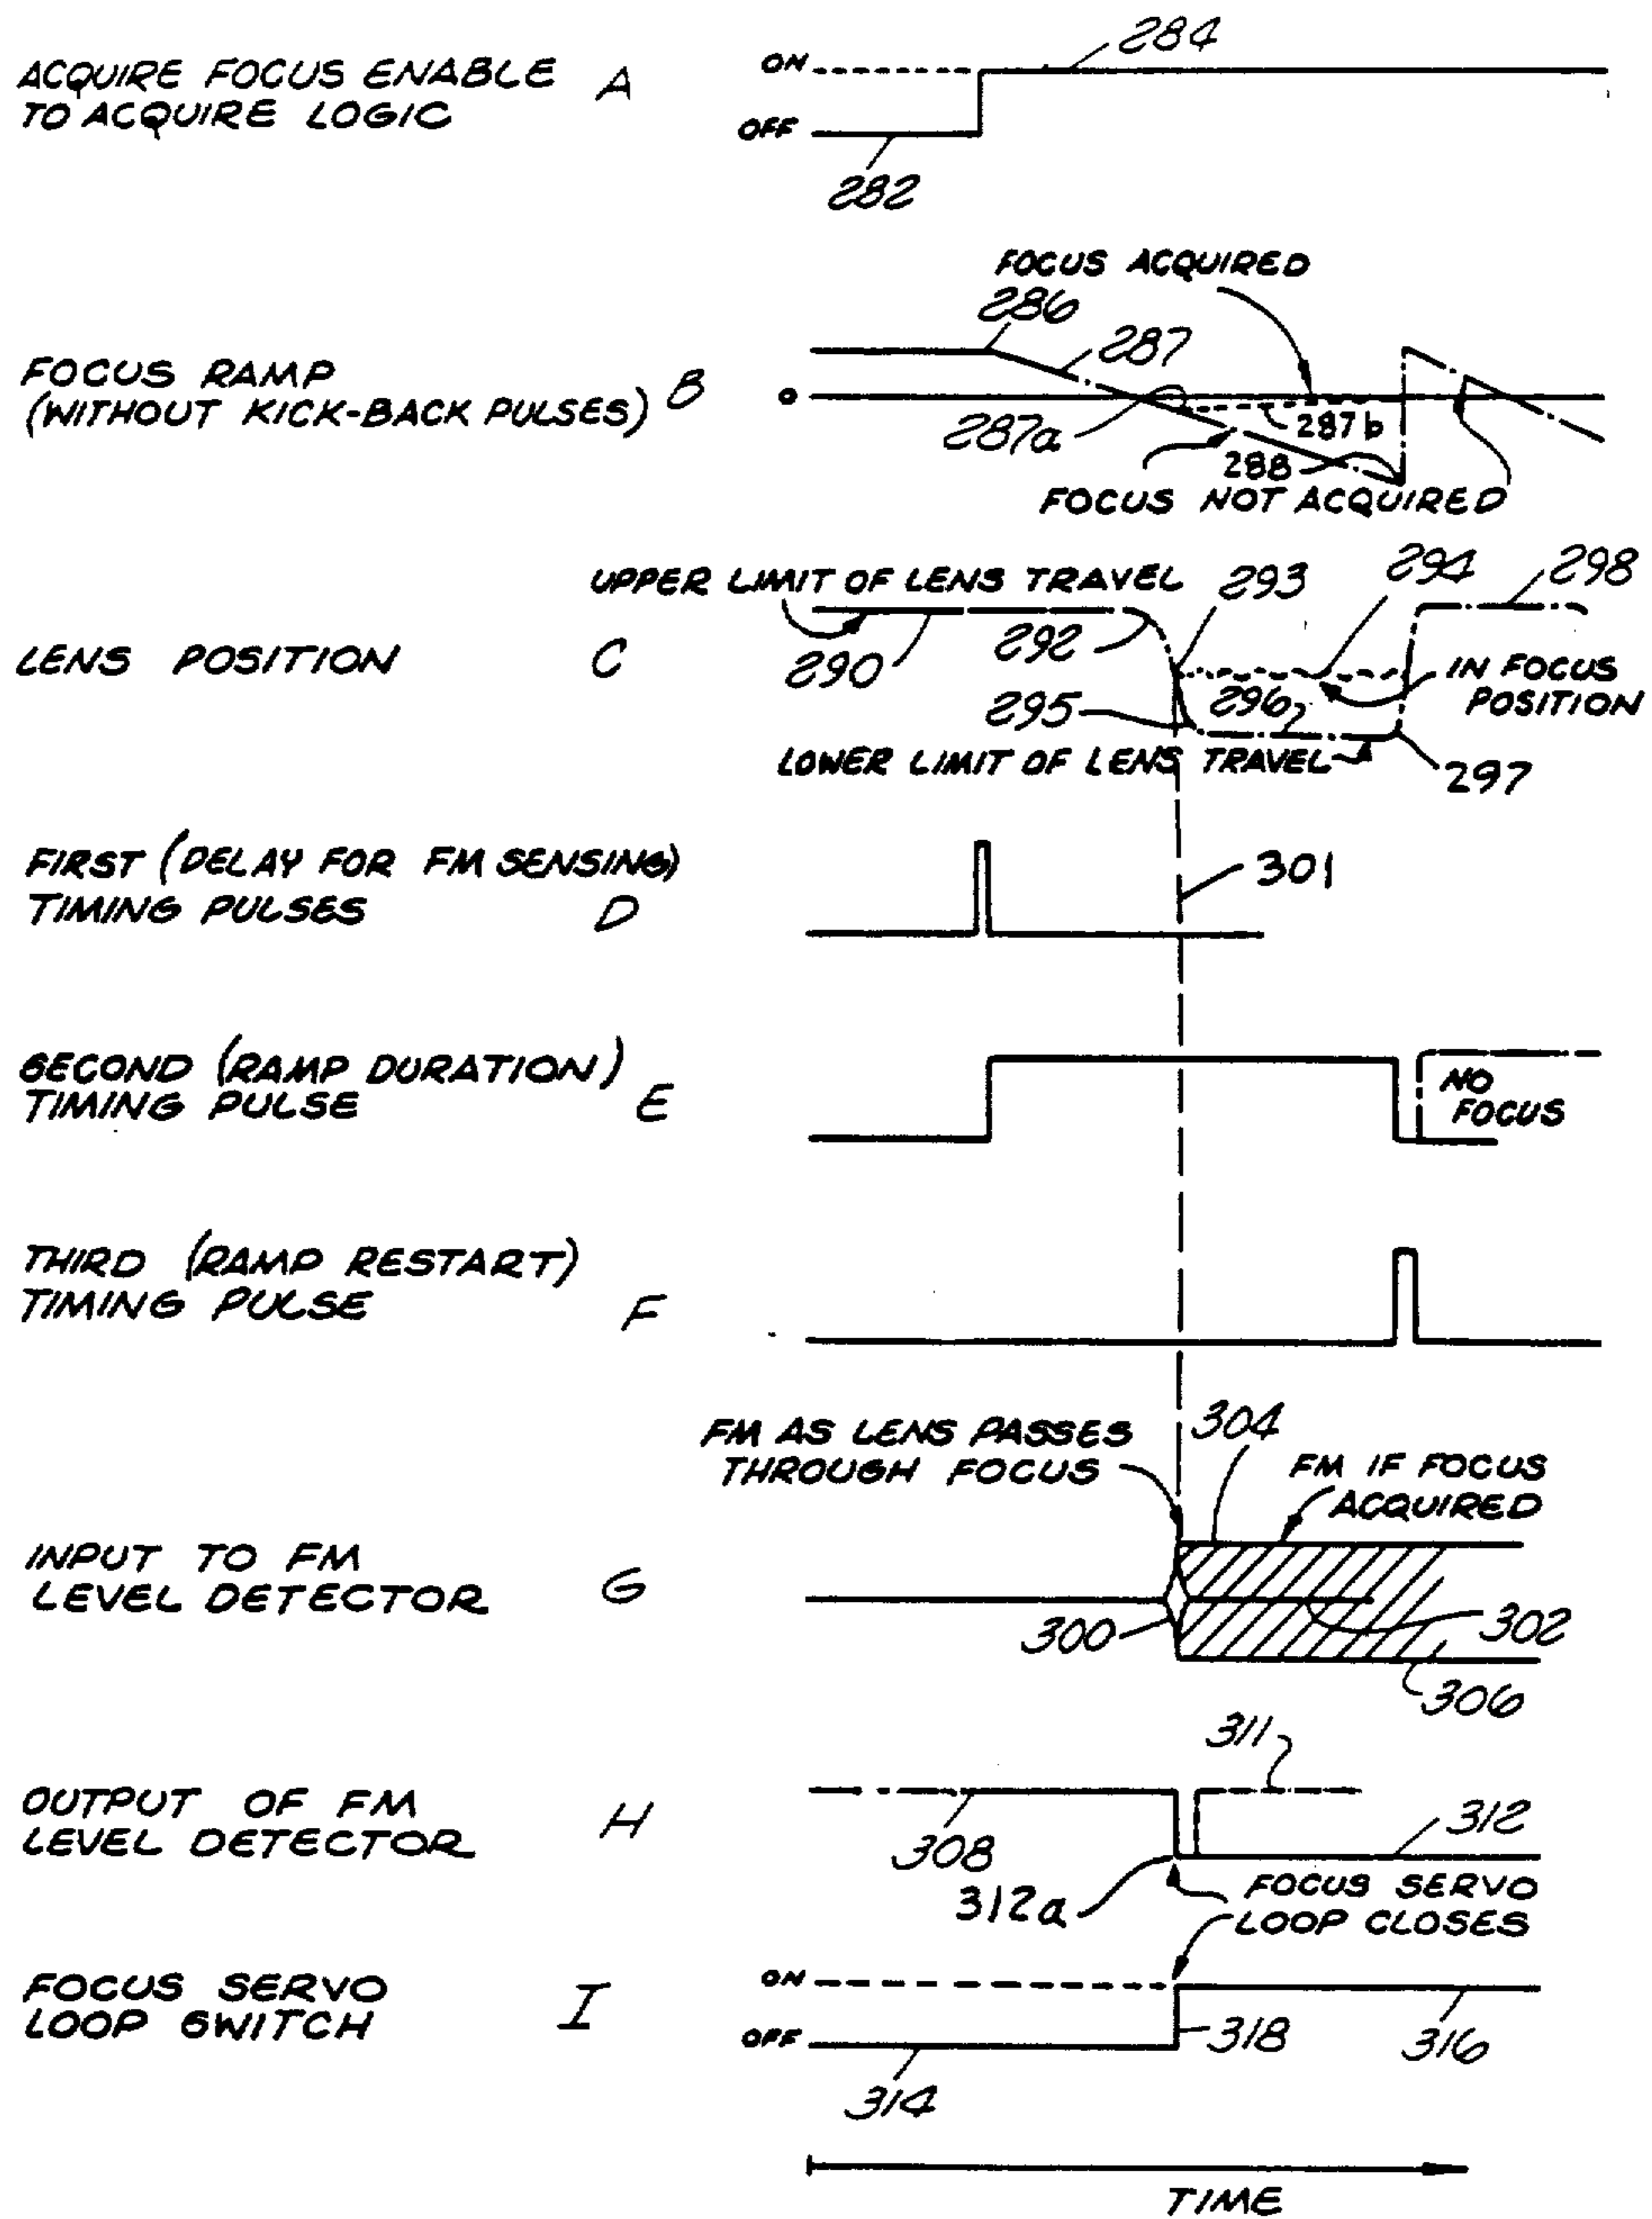 ACQUIRE FOCUS ENABLE
TO ACQUIRE LOGIC
A
ON
OFF
284
282
FOCUS RAMP
(WITHOUT KICK-BACK PULSES)
B
0
FOCUS ACQUIRED
286
287
287a
287b
288
FOCUS NOT ACQUIRED
LENS POSITION
C
UPPER LIMIT OF LENS TRAVEL
290
292
293
294
298
295
296
IN FOCUS
POSITION
LOWER LIMIT OF LENS TRAVEL
297
FIRST (DELAY FOR FM SENSING)
TIMING PULSES
D
301
SECOND (RAMP DURATION)
TIMING PULSE
E
NO
FOCUS
THIRD (RAMP RESTART)
TIMING PULSE
F
INPUT TO FM
LEVEL DETECTOR
G
FM AS LENS PASSES
THROUGH FOCUS
304
FM IF FOCUS
ACQUIRED
300
302
306
OUTPUT OF FM
LEVEL DETECTOR
H
311
308
312
312a
FOCUS SERVO
LOOP CLOSES
FOCUS SERVO
LOOP SWITCH
I
ON
OFF
318
316
314
TIME